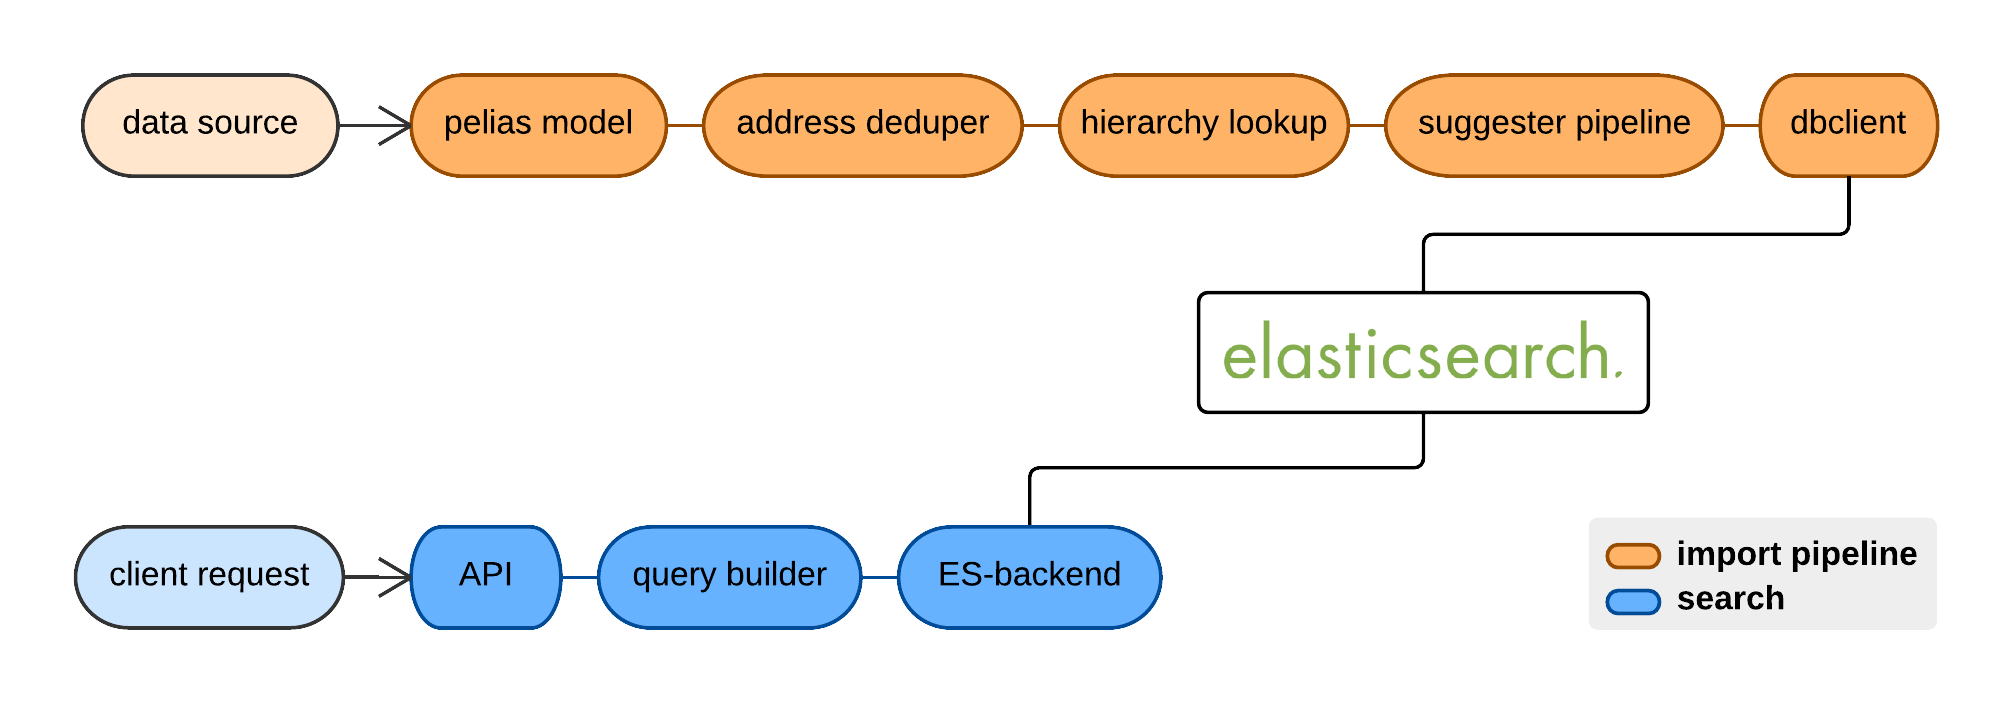 data source
pelias model
address deduper
hierarchy lookup
suggester pipeline
dbclient
elasticsearch.
client request
API
query builder
ES-backend
import pipeline
search